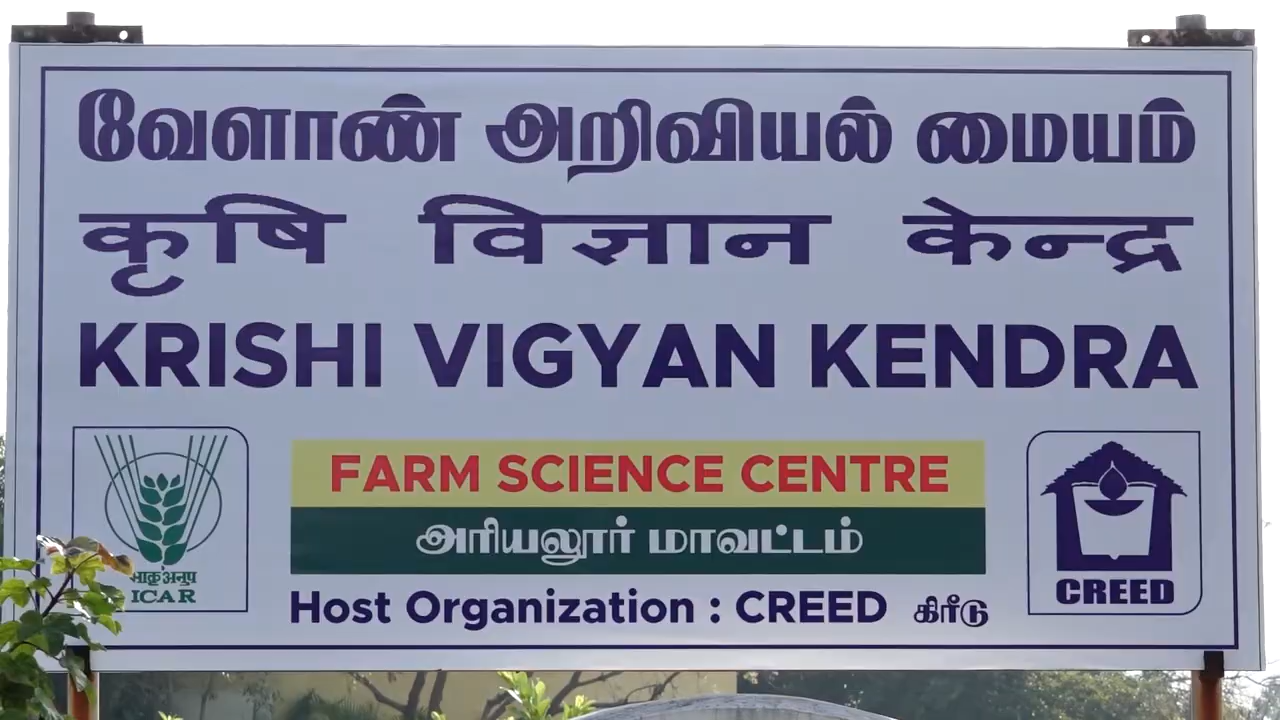 வேளாண் அறிவியல் மையம்
कृषि विज्ञान केन्द्र
KRISHI VIGYAN KENDRA
FARM SCIENCE CENTRE
அரியலூர் மாவட்டம்
Host Organization : CREED கிரீடு
भाकृअनुप
ICAR
CREED